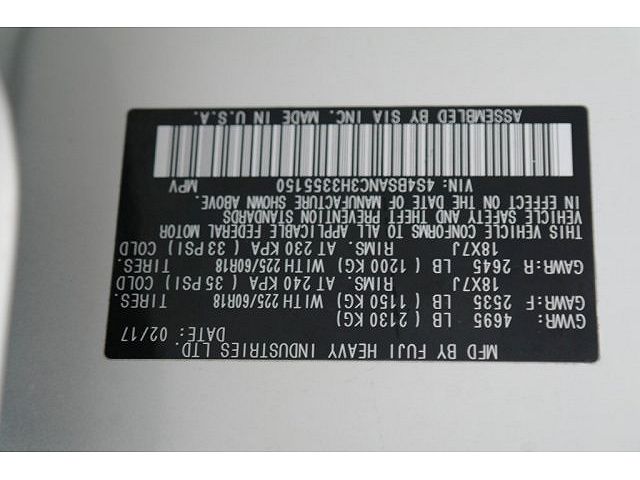 MFD BY FUJI HEAVY INDUSTRIES LTD.
DATE: 02/17
GVWR: 4695 LB ( 2130 KG)
GAWR:F 2535 LB ( 1150 KG) WITH 225/60R18 TIRES.
18X7J RIMS. AT 240 KPA ( 35 PSI) COLD
GAWR:R 2645 LB ( 1200 KG) WITH 225/60R18 TIRES.
18X7J RIMS. AT 230 KPA ( 33 PSI) COLD
THIS VEHICLE CONFORMS TO ALL APPLICABLE FEDERAL MOTOR
VEHICLE SAFETY AND THEFT PREVENTION STANDARDS
IN EFFECT ON THE DATE OF MANUFACTURE SHOWN ABOVE.
VIN: 4S4BSANC3H3355150 MPV
ASSEMBLED BY SIA INC. MADE IN U.S.A.